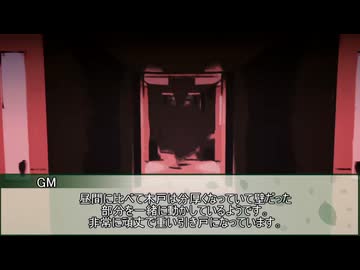 GM
昼間に比べて木戸は分厚くなっていて壁だった
部分を一緒に動かしているようです。
非常に頑丈で重い引き戸になっています。